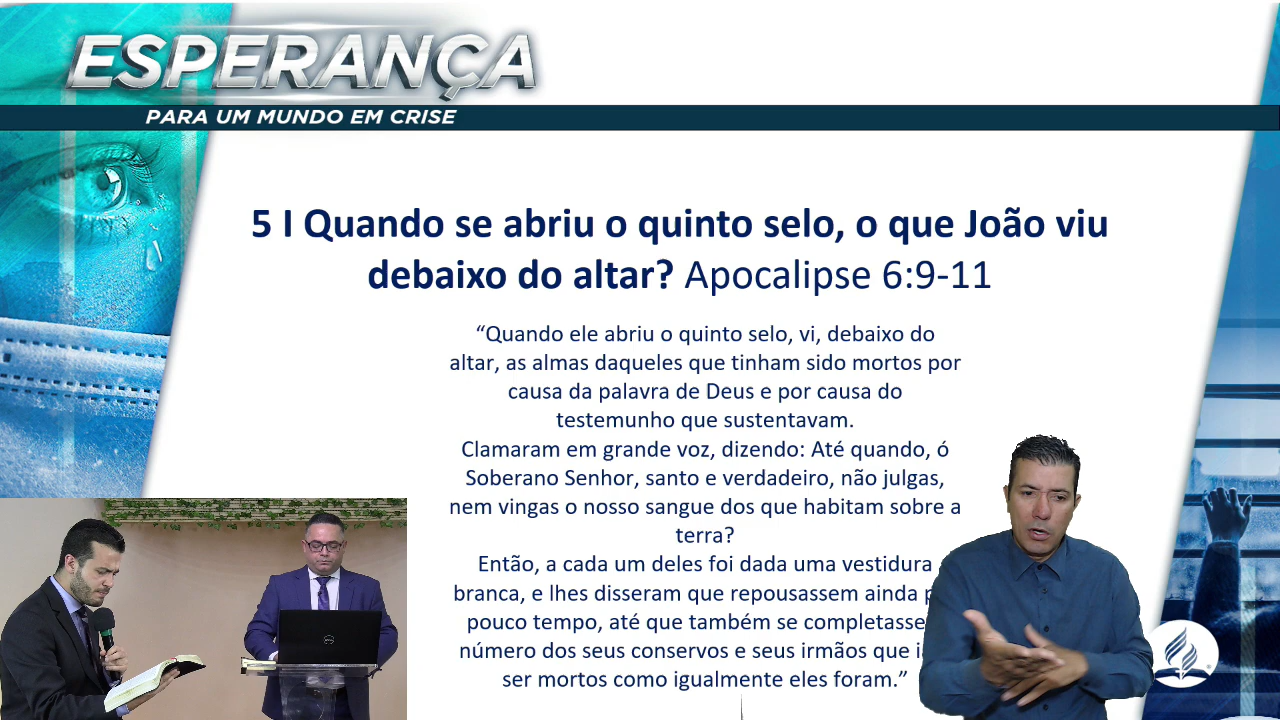 ESPERANÇA
PARA UM MUNDO EM CRISE
5 I Quando se abriu o quinto selo, o que João viu
debaixo do altar? Apocalipse 6:9-11
“Quando ele abriu o quinto selo, vi, debaixo do
altar, as almas daqueles que tinham sido mortos por
causa da palavra de Deus e por causa do
testemunho que sustentavam.
Clamaram em grande voz, dizendo: Até quando, ó
Soberano Senhor, santo e verdadeiro, não julgas,
nem vingas o nosso sangue dos que habitam sobre a
terra?
Então, a cada um deles foi dada uma vestidura
branca, e lhes disseram que repousassem ainda
pouco tempo, até que também se completasse
número dos seus conservos e seus irmãos que
ser mortos como igualmente eles foram.”
DELL